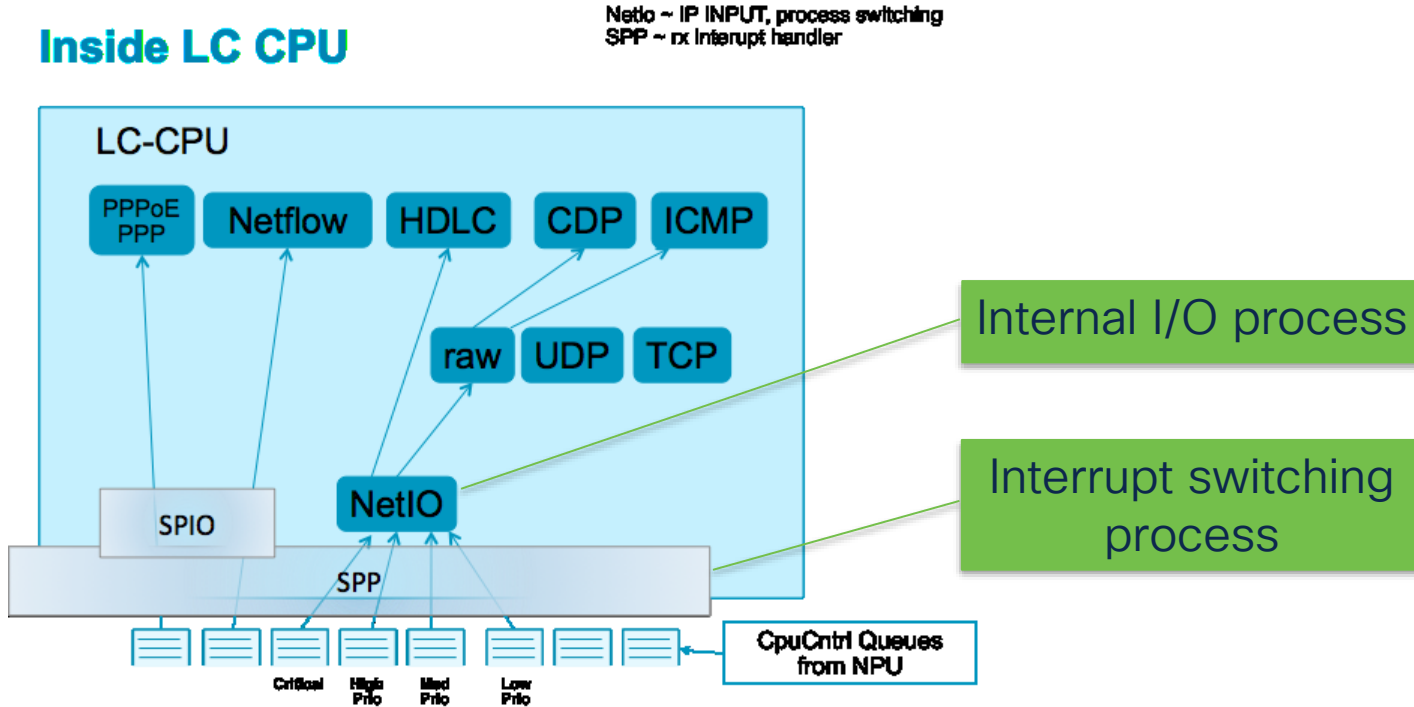 Netio ~ IP INPUT, process switching
SPP ~ rx interupt handler
Inside LC CPU
LC-CPU
PPPoE
PPP
Netflow
HDLC
CDP
ICMP
raw
UDP
TCP
Internal I/O process
NetIO
SPIO
Interrupt switching
process
SPP
CpuCntrl Queues
from NPU
Critical
High
Prio
Med
Prio
Low
Prio